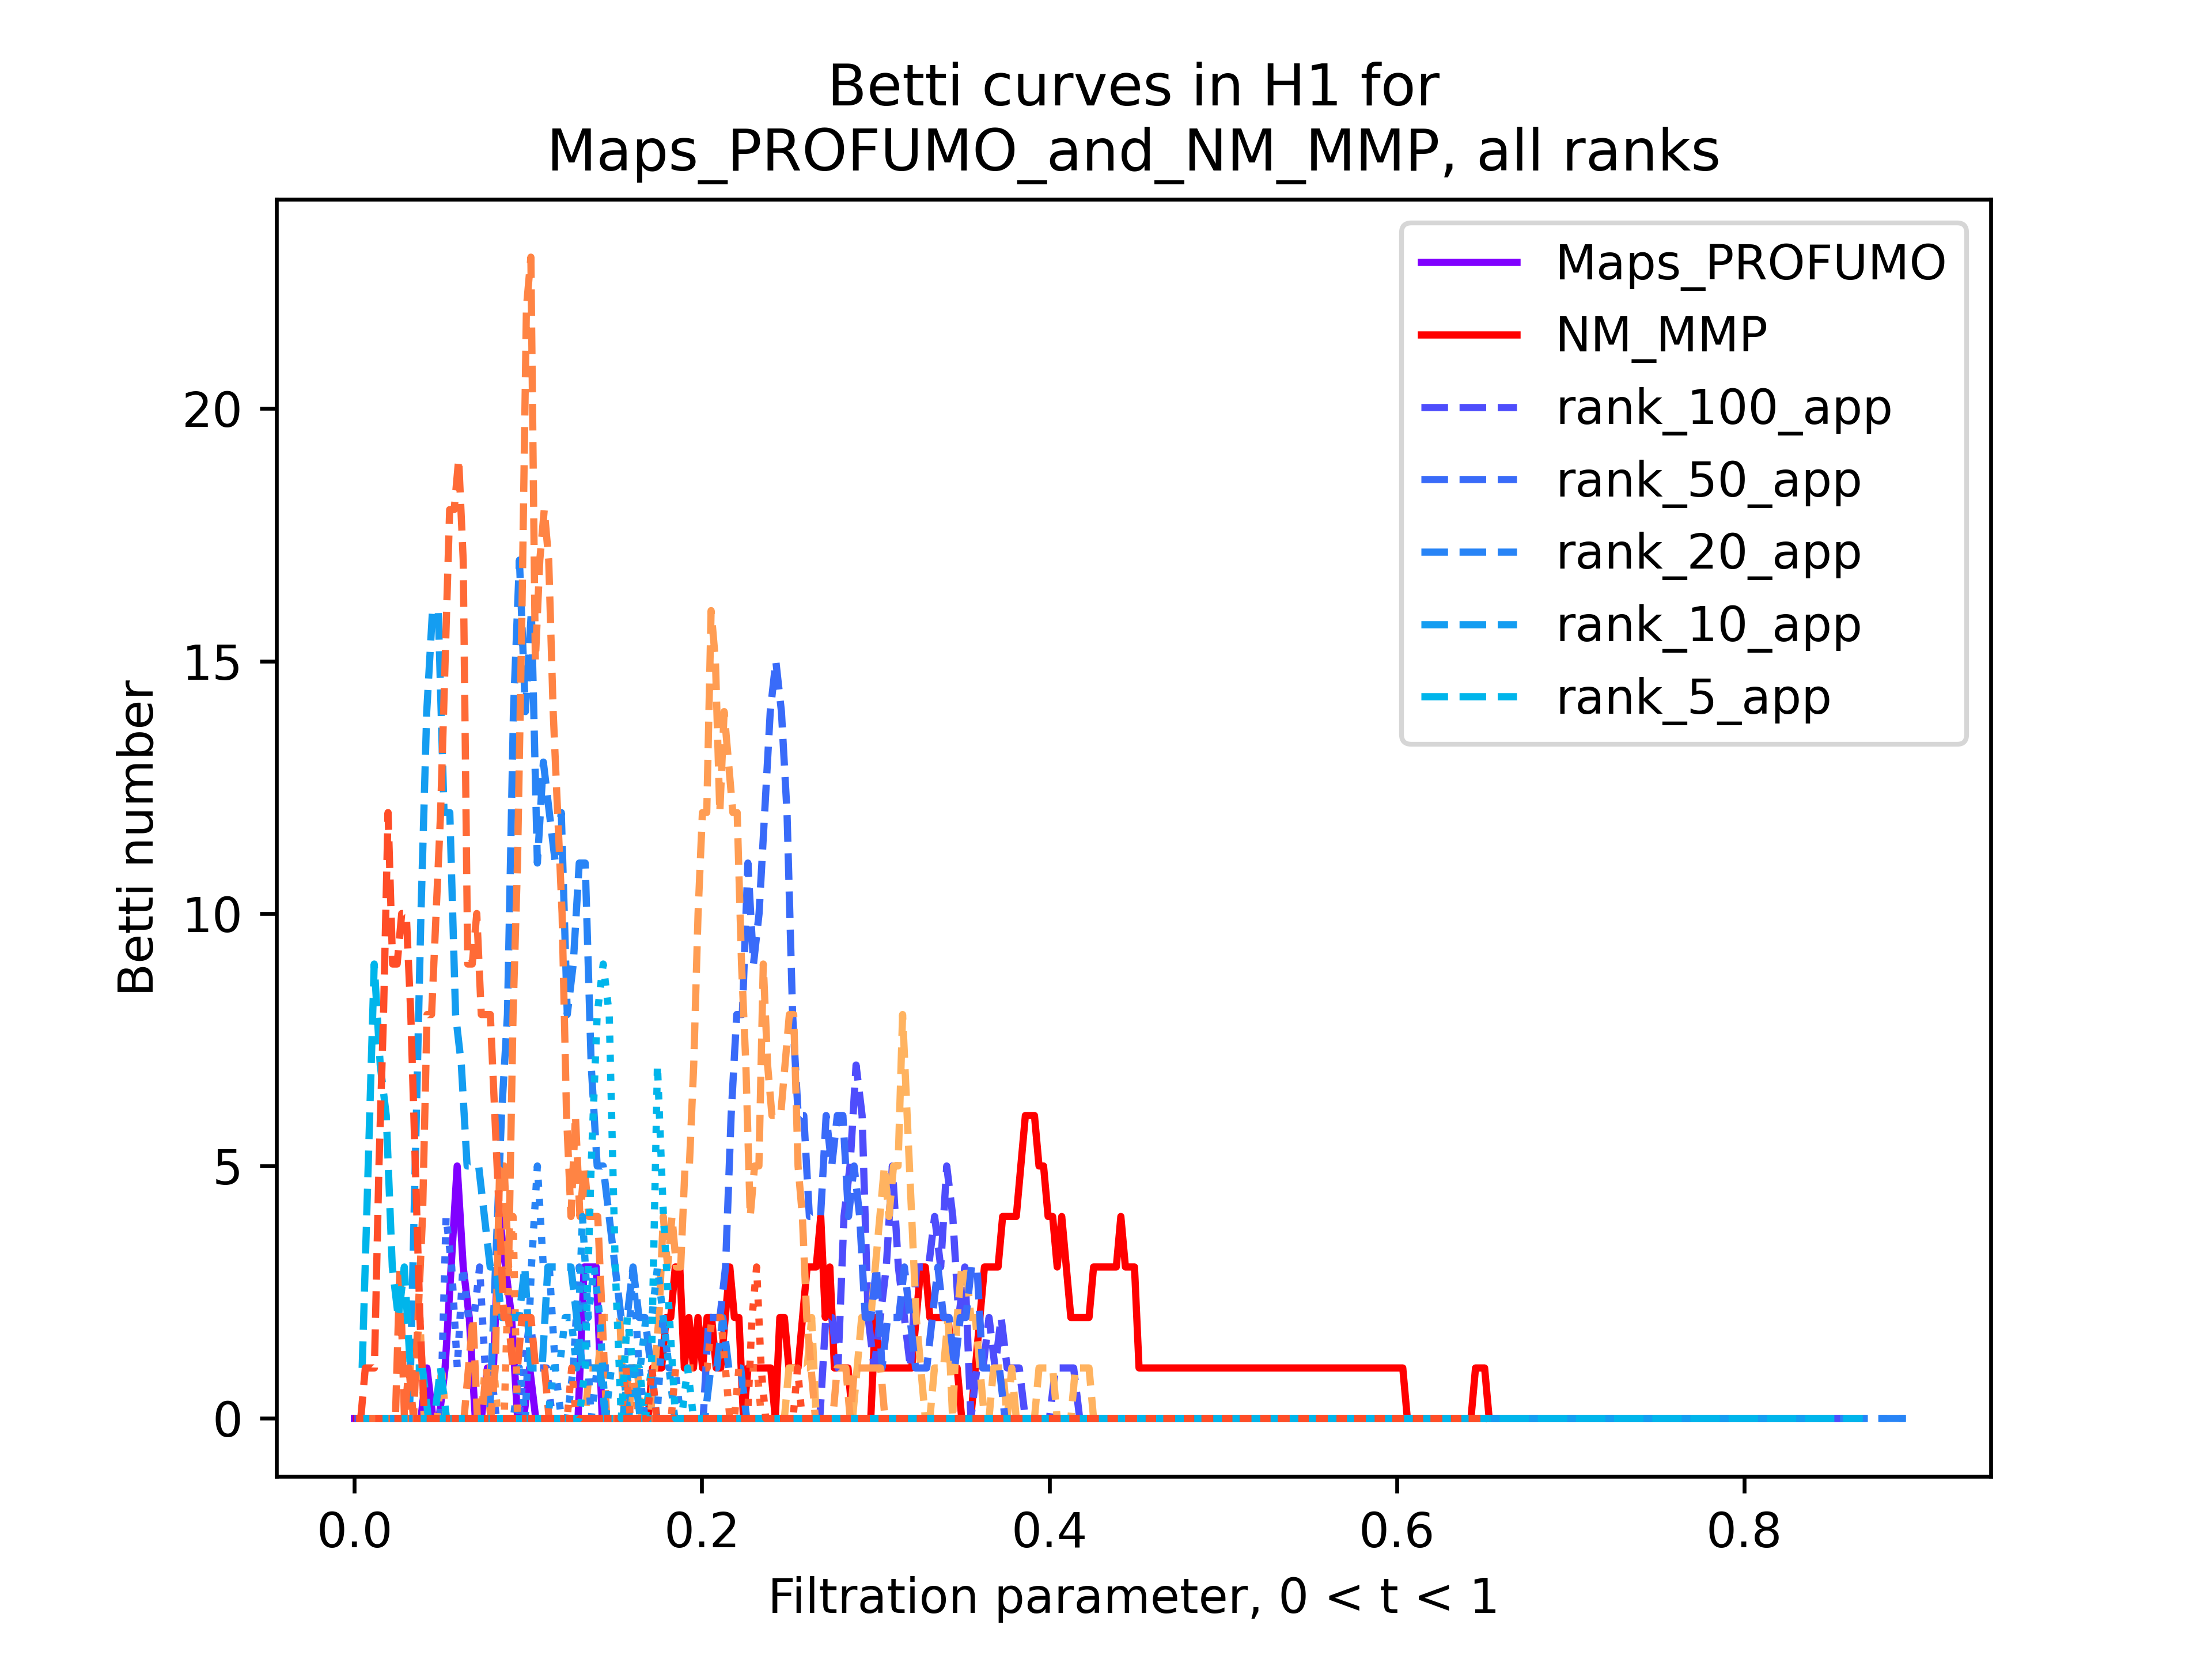 Betti curves in H1 for
Maps_PROFUMO_and_NM_MMP, all ranks
Maps_PROFUMO
NM_MMP
rank_100_app
rank_50_app
rank_20_app
rank_10_app
rank_5_app
Betti number
20
15
10
5
0
0.0 0.2 0.4 0.6 0.8
Filtration parameter, 0 < t < 1